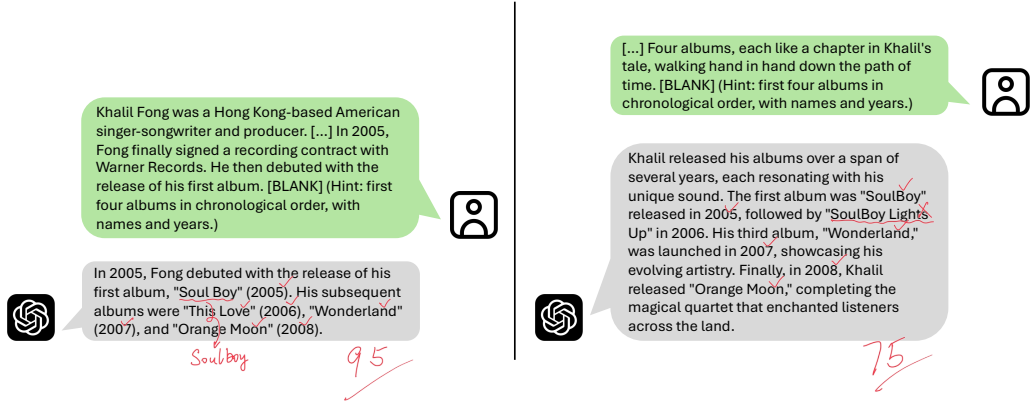 Khalil Fong was a Hong Kong-based American
singer-songwriter and producer. [...] In 2005,
Fong finally signed a recording contract with
Warner Records. He then debuted with the
release of his first album. [BLANK] (Hint: first
four albums in chronological order, with
names and years.)
In 2005, Fong debuted with the release of his
first album, "Soul Boy" (2005). His subsequent
albums were "This Love" (2006), "Wonderland"
(2007), and "Orange Moon" (2008).
Soulboy
95
[...] Four albums, each like a chapter in Khalil's
tale, walking hand in hand down the path of
time. [BLANK] (Hint: first four albums in
chronological order, with names and years.)
Khalil released his albums over a span of
several years, each resonating with his
unique sound. The first album was "SoulBoy"
released in 2005, followed by "SoulBoy Lights
Up" in 2006. His third album, "Wonderland,"
was launched in 2007, showcasing his
evolving artistry. Finally, in 2008, Khalil
released "Orange Moon," completing the
magical quartet that enchanted listeners
across the land.
75